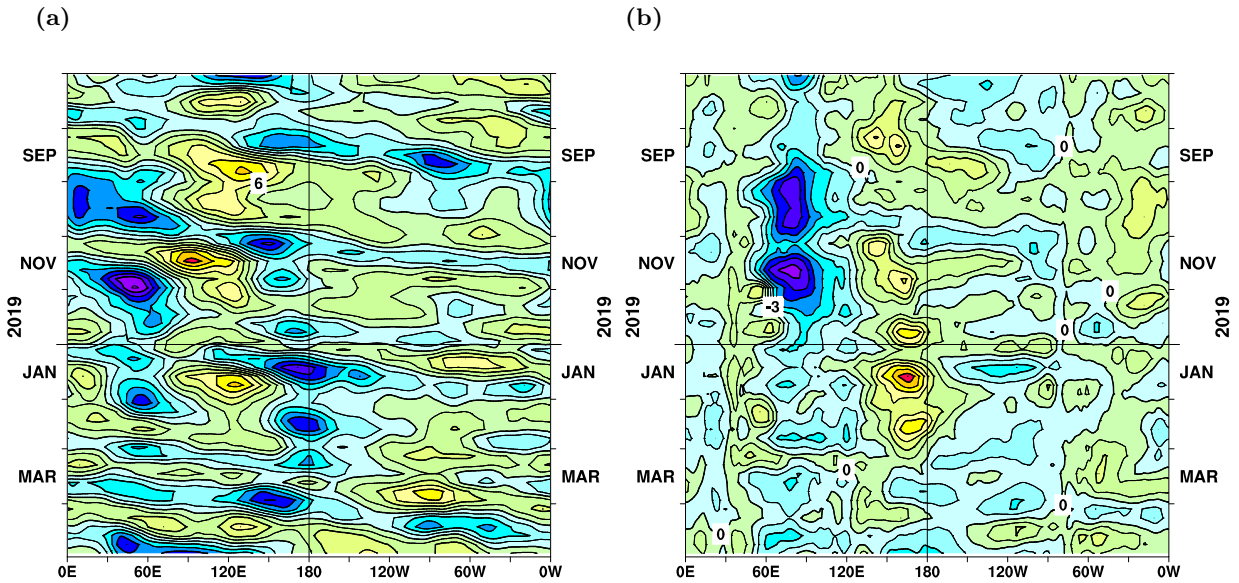 (a) (b)
SEP SEP SEP
6
0 0
NOV NOV NOV
-3 0
2019 2019 2019 2019
0
JAN JAN JAN JAN
MAR MAR MAR MAR
0 0 0
0E 60E 120E 180 120W 60W 0W
0E 60E 120E 180 120W 60W 0W